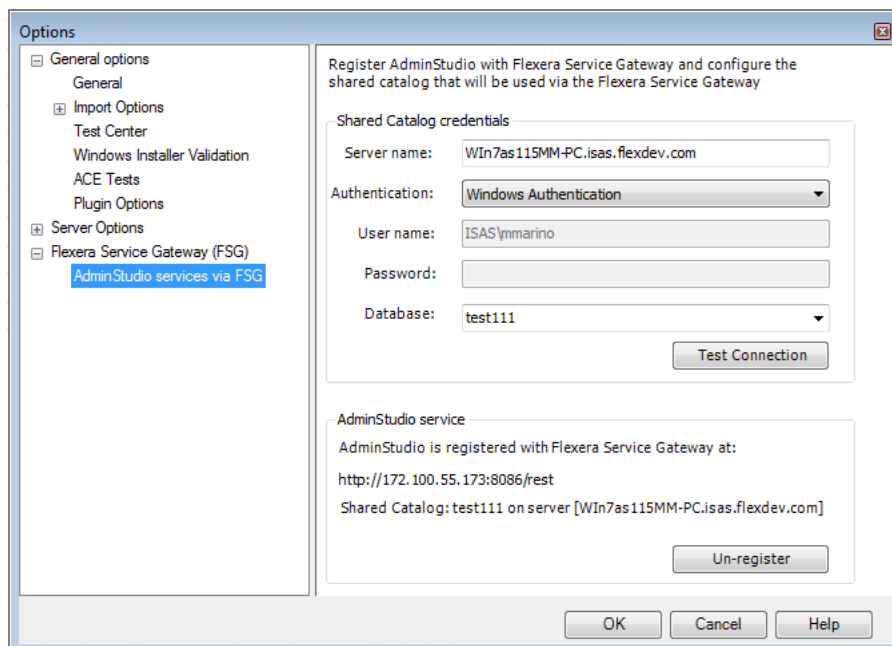 Options
General options
General
Import Options
Test Center
Windows Installer Validation
ACE Tests
Plugin Options
Server Options
Flexera Service Gateway (FSG)
AdminStudio services via FSG
Register AdminStudio with Flexera Service Gateway and configure the
shared catalog that will be used via the Flexera Service Gateway
Shared Catalog credentials
Server name: WIn7as115MM-PC.isas.flexdev.com
Authentication: Windows Authentication
User name: ISAS\mmarino
Password:
Database: test111
Test Connection
AdminStudio service
AdminStudio is registered with Flexera Service Gateway at:
http://172.100.55.173:8086/rest
Shared Catalog: test111 on server [WIn7as115MM-PC.isas.flexdev.com]
Un-register
OK Cancel Help